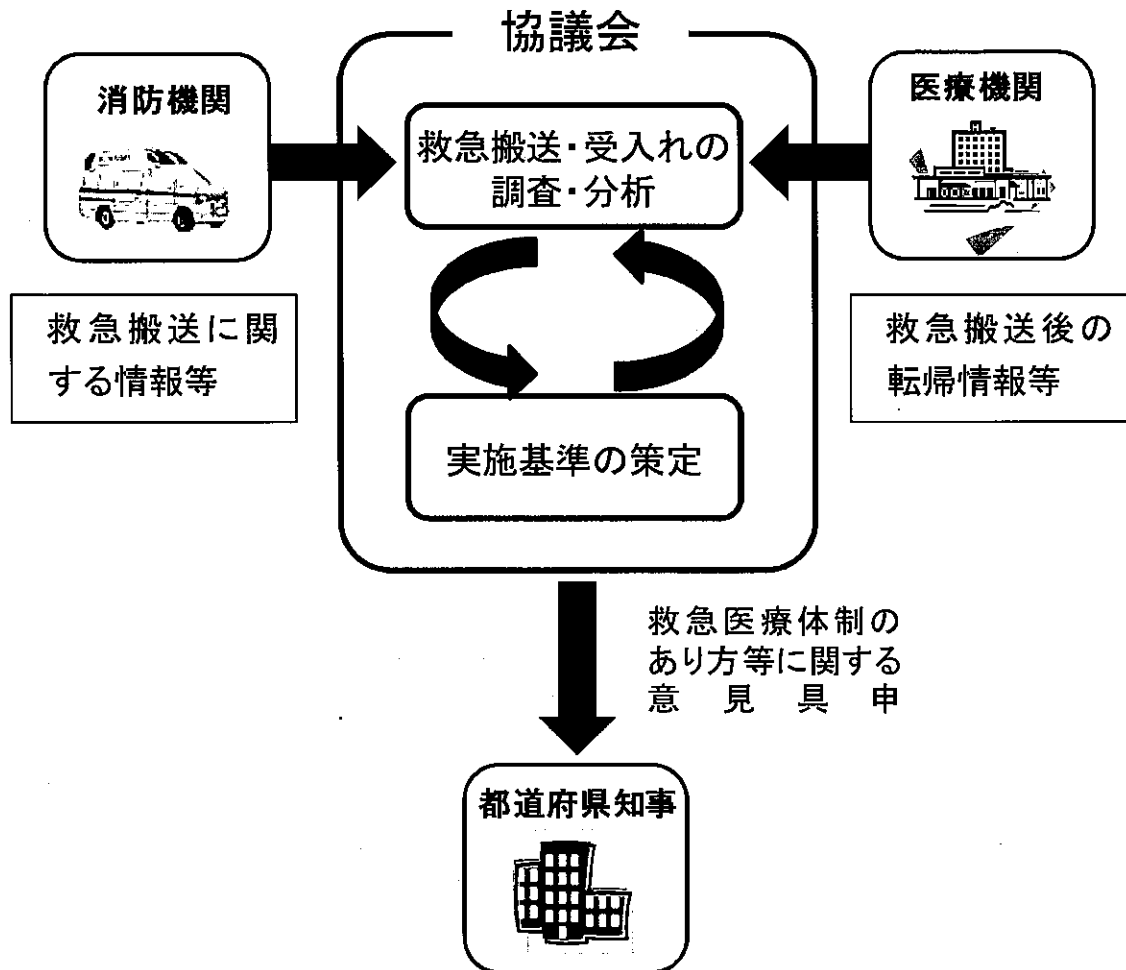 協議会
消防機関
医療機関
救急搬送・受入れの
調査・分析
救急搬送に関
する情報等
救急搬送後の
転帰情報等
実施基準の策定
救急医療体制の
あり方等に関する
意見具申
都道府県知事